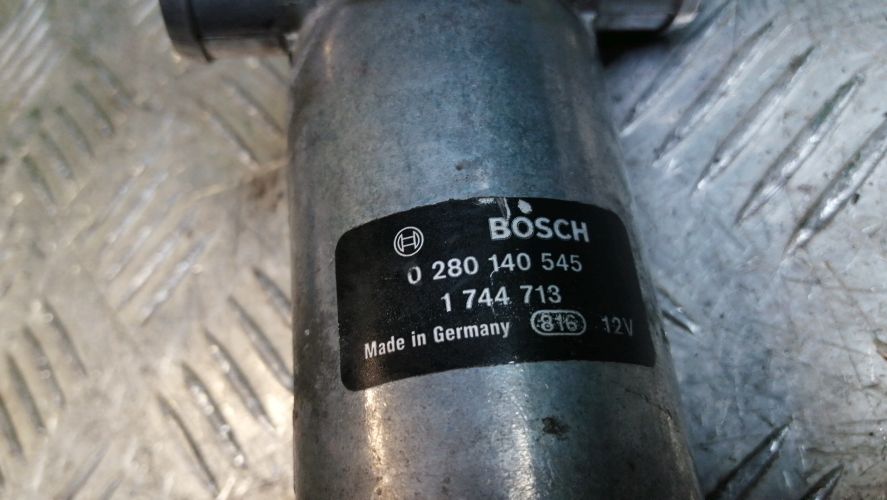 BOSCH
0 280 140 545
1 744 713
Made in Germany 816 12V